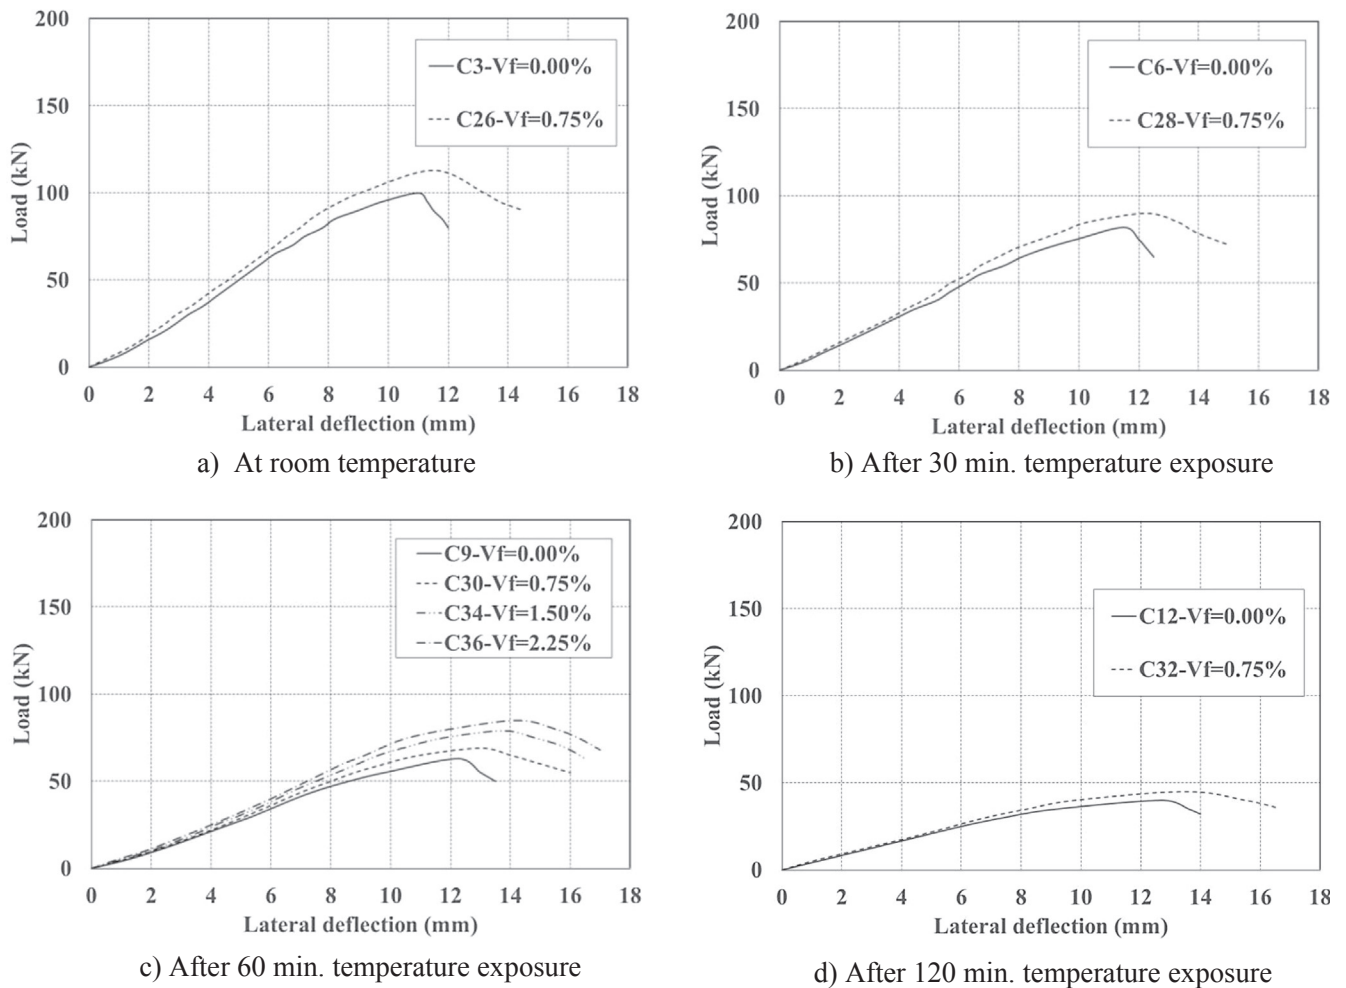 200
150
100
50
0
Load (kN)
C3-Vf=0.00%
C26-Vf=0.75%
0 2 4 6 8 10 12 14 16 18
Lateral deflection (mm)
a) At room temperature
200
150
100
50
0
Load (kN)
C6-Vf=0.00%
C28-Vf=0.75%
0 2 4 6 8 10 12 14 16 18
Lateral deflection (mm)
b) After 30 min. temperature exposure
200
150
100
50
0
Load (kN)
C9-Vf=0.00%
C30-Vf=0.75%
C34-Vf=1.50%
C36-Vf=2.25%
0 2 4 6 8 10 12 14 16 18
Lateral deflection (mm)
c) After 60 min. temperature exposure
200
150
100
50
0
Load (kN)
C12-Vf=0.00%
C32-Vf=0.75%
0 2 4 6 8 10 12 14 16 18
Lateral deflection (mm)
d) After 120 min. temperature exposure